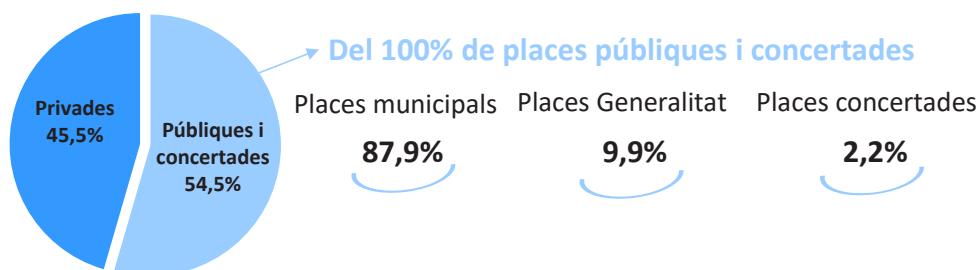 Privades
45,5%
Públiques i
concertades
54,5%
Del 100% de places públiques i concertades
Places municipals
87,9%
Places Generalitat
9,9%
Places concertades
2,2%